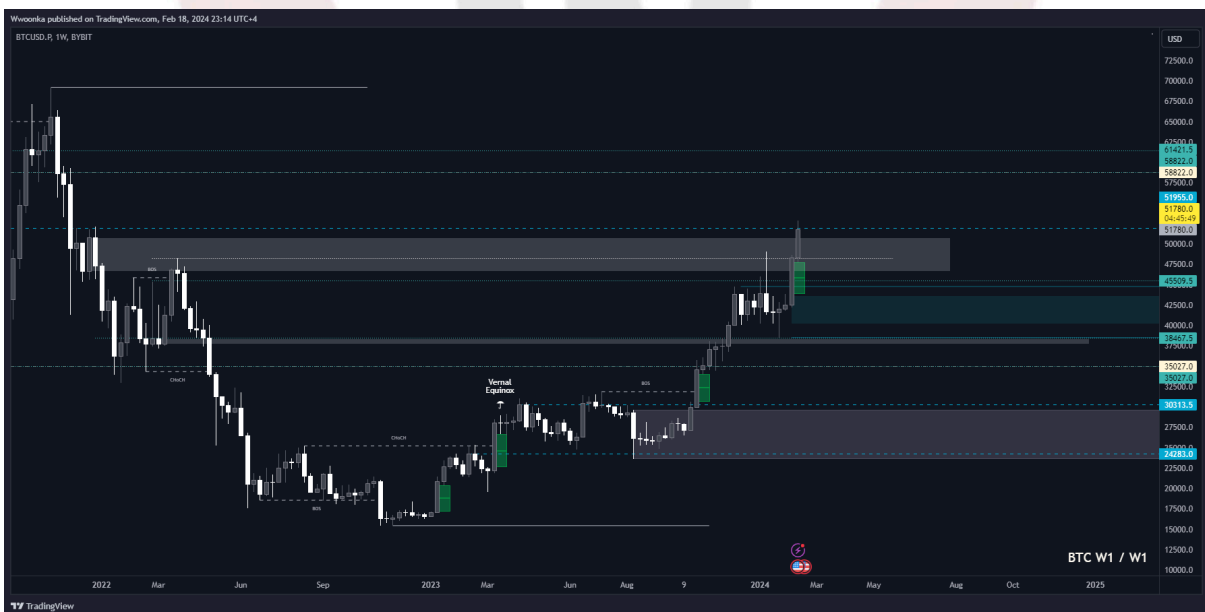 Wwoonka published on TradingView.com, Feb 18, 2024 23:14 UTC+4
BTCUSD.P, 1W, BYBIT
USD
72500.0
70000.0
67500.0
65000.0
62500.0
61421.5
58822.0
58822.0
57500.0
51955.0
51780.0
04:45:49
51780.0
50000.0
47500.0
45509.5
42500.0
40000.0
38467.5
37500.0
35027.0
35027.0
32500.0
30313.5
27500.0
25000.0
24283.0
22500.0
20000.0
17500.0
15000.0
12500.0
10000.0
BOS
CHoCH
BOS
CHoCH
Vernal
Equinox
BOS
BTC W1 / W1
2022 Mar Jun Sep 2023 Mar Jun Aug 9 2024 Mar May Aug Oct 2025
TradingView